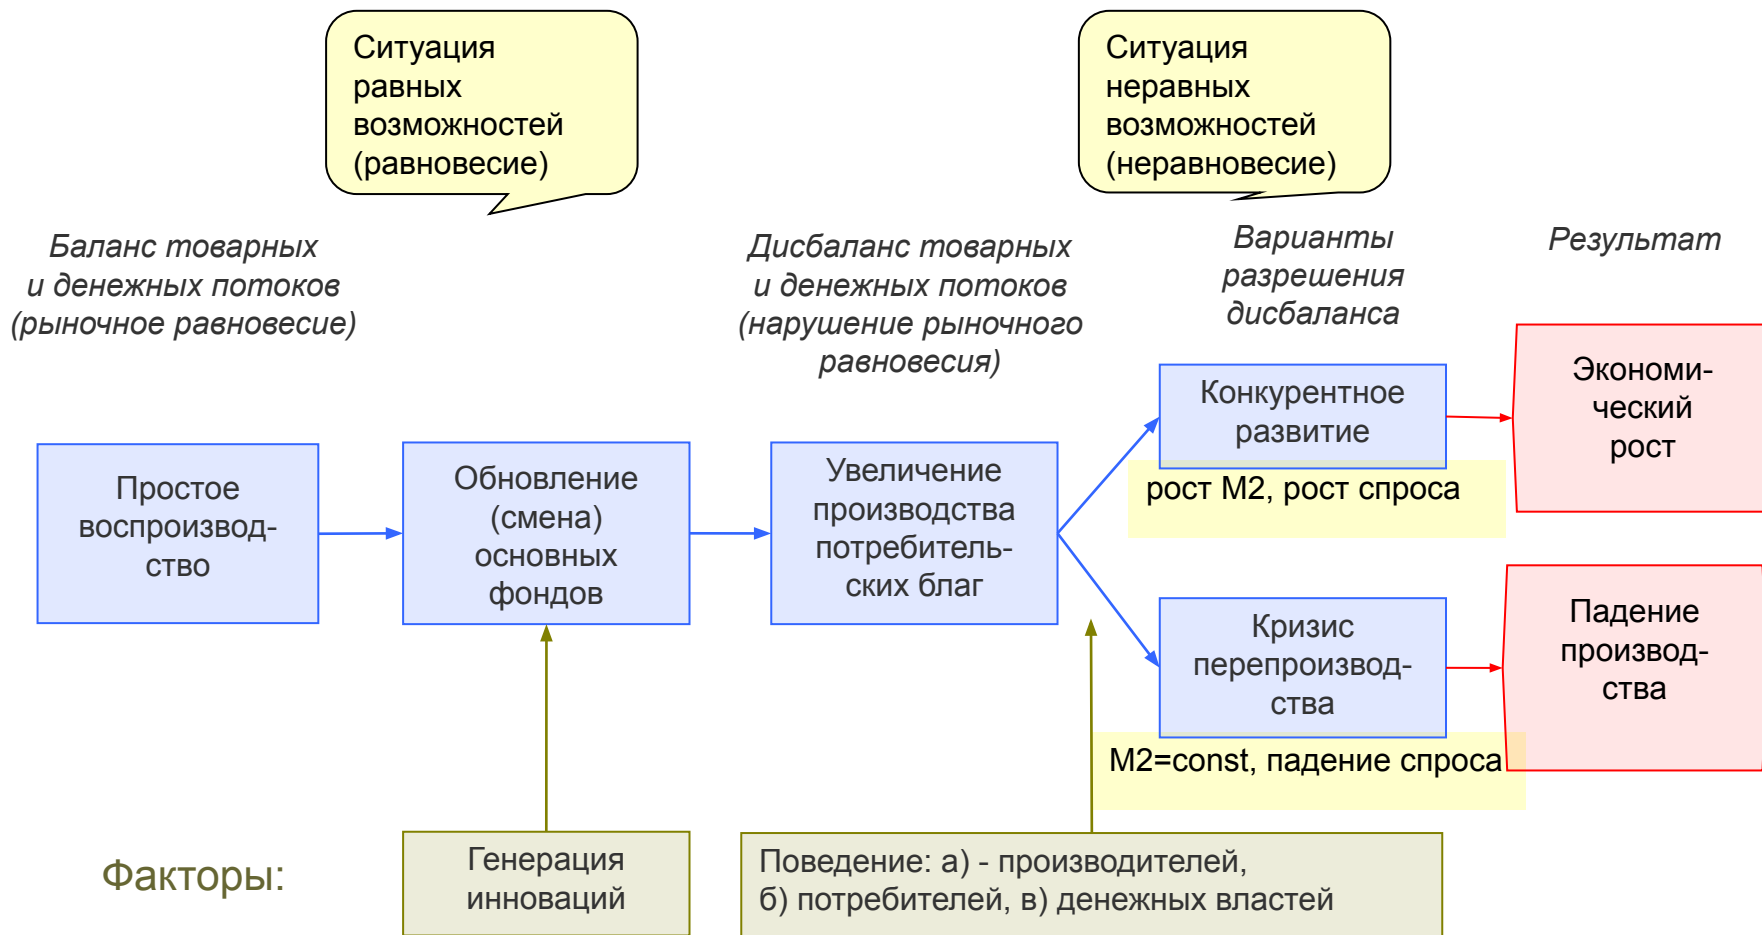 Ситуация
равных
возможностей
(равновесие)
Ситуация
неравных
возможностей
(неравновесие)
Баланс товарных
и денежных потоков
(рыночное равновесие)
Дисбаланс товарных
и денежных потоков
(нарушение рыночного
равновесия)
Варианты
разрешения
дисбаланса
Результат
Простое
воспроизвод-
ство
Обновление
(смена)
основных
фондов
Увеличение
производства
потребитель-
ских благ
Конкурентное
развитие
рост М2, рост спроса
Экономи-
ческий
рост
Кризис
перепроизвод-
ства
М2=const, падение спроса
Падение
производ-
ства
Факторы:
Генерация
инноваций
Поведение: а) - производителей,
б) потребителей, в) денежных властей